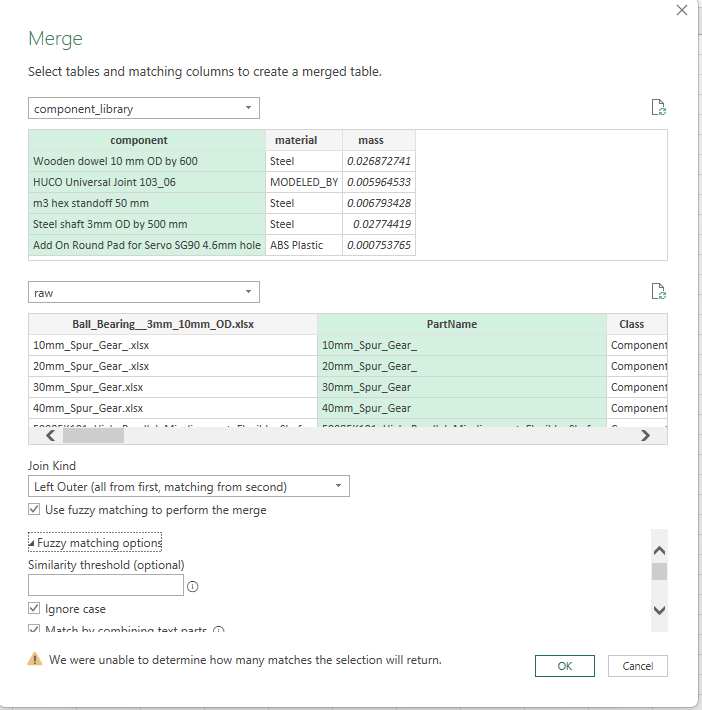 Merge
Select tables and matching columns to create a merged table.
component_library
component material mass
Wooden dowel 10 mm OD by 600 Steel 0.026872741
HUCO Universal Joint 103_06 MODELED_BY 0.005964533
m3 hex standoff 50 mm Steel 0.006793428
Steel shaft 3mm OD by 500 mm Steel 0.02774419
Add On Round Pad for Servo SG90 4.6mm hole ABS Plastic 0.000753765
raw
Ball_Bearing__3mm_10mm_OD.xlsx PartName Class
10mm_Spur_Gear_.xlsx 10mm_Spur_Gear_ Component
20mm_Spur_Gear_.xlsx 20mm_Spur_Gear_ Component
30mm_Spur_Gear.xlsx 30mm_Spur_Gear Component
40mm_Spur_Gear.xlsx 40mm_Spur_Gear Component
Join Kind
Left Outer (all from first, matching from second)
Use fuzzy matching to perform the merge
Fuzzy matching options
Similarity threshold (optional)
Ignore case
Match by combining text parts
We were unable to determine how many matches the selection will return.
OK Cancel